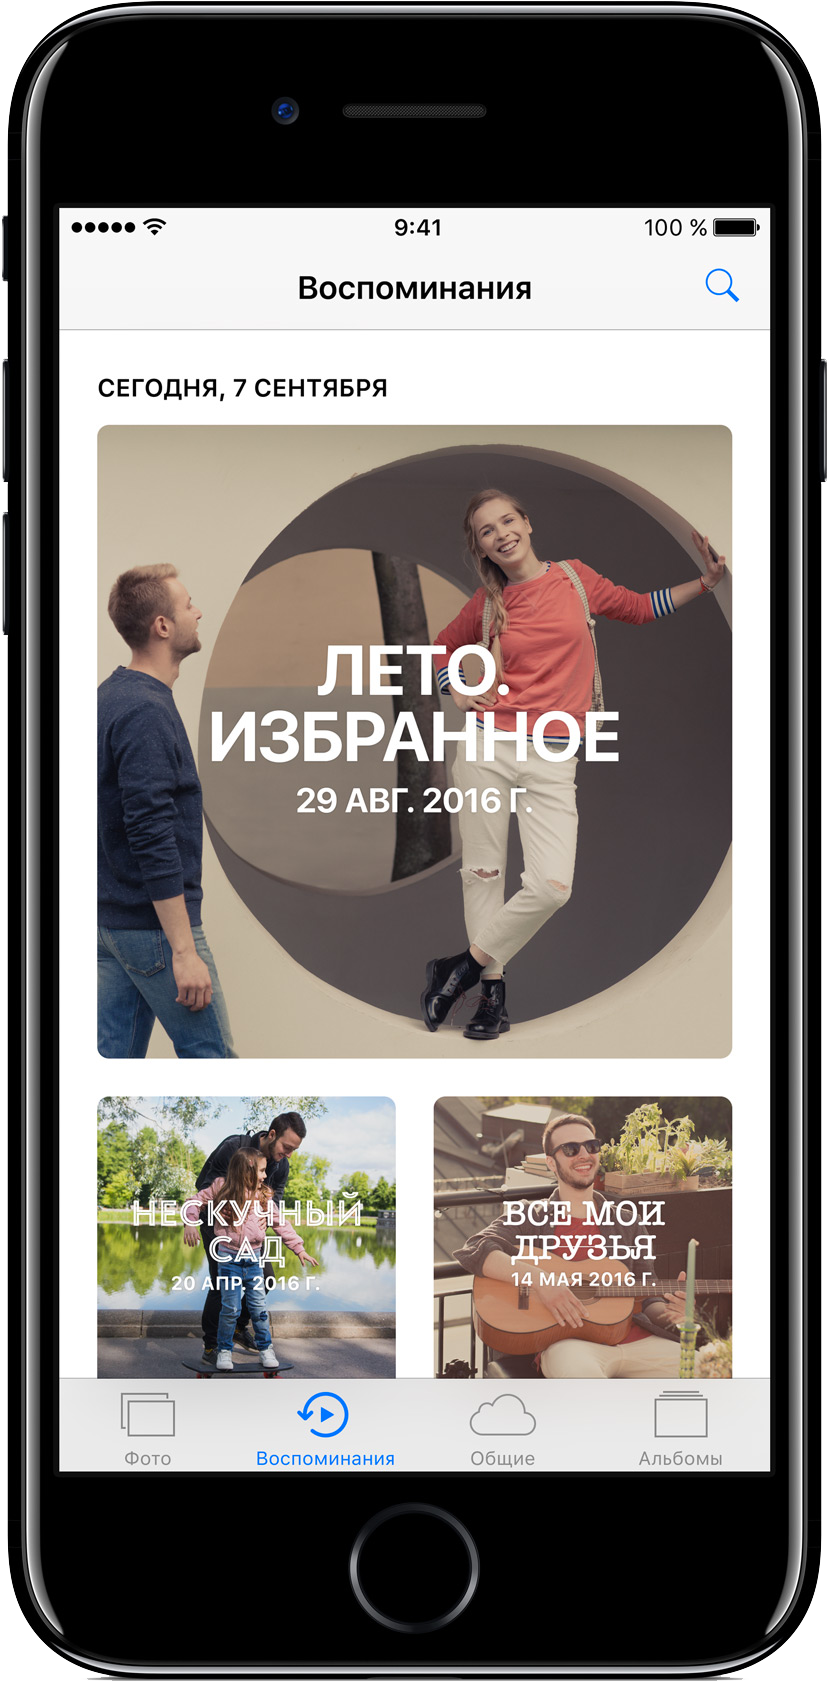 9:41
100 %
Воспоминания
СЕГОДНЯ, 7 СЕНТЯБРЯ
ЛЕТО.
ИЗБРАННОЕ
29 АВГ. 2016 Г.
НЕСКУЧНЫЙ
САД
20 АПР. 2016 Г.
ВСЕ МОИ
ДРУЗЬЯ
14 МАЯ 2016 Г.
Фото
Воспоминания
Общие
Альбомы